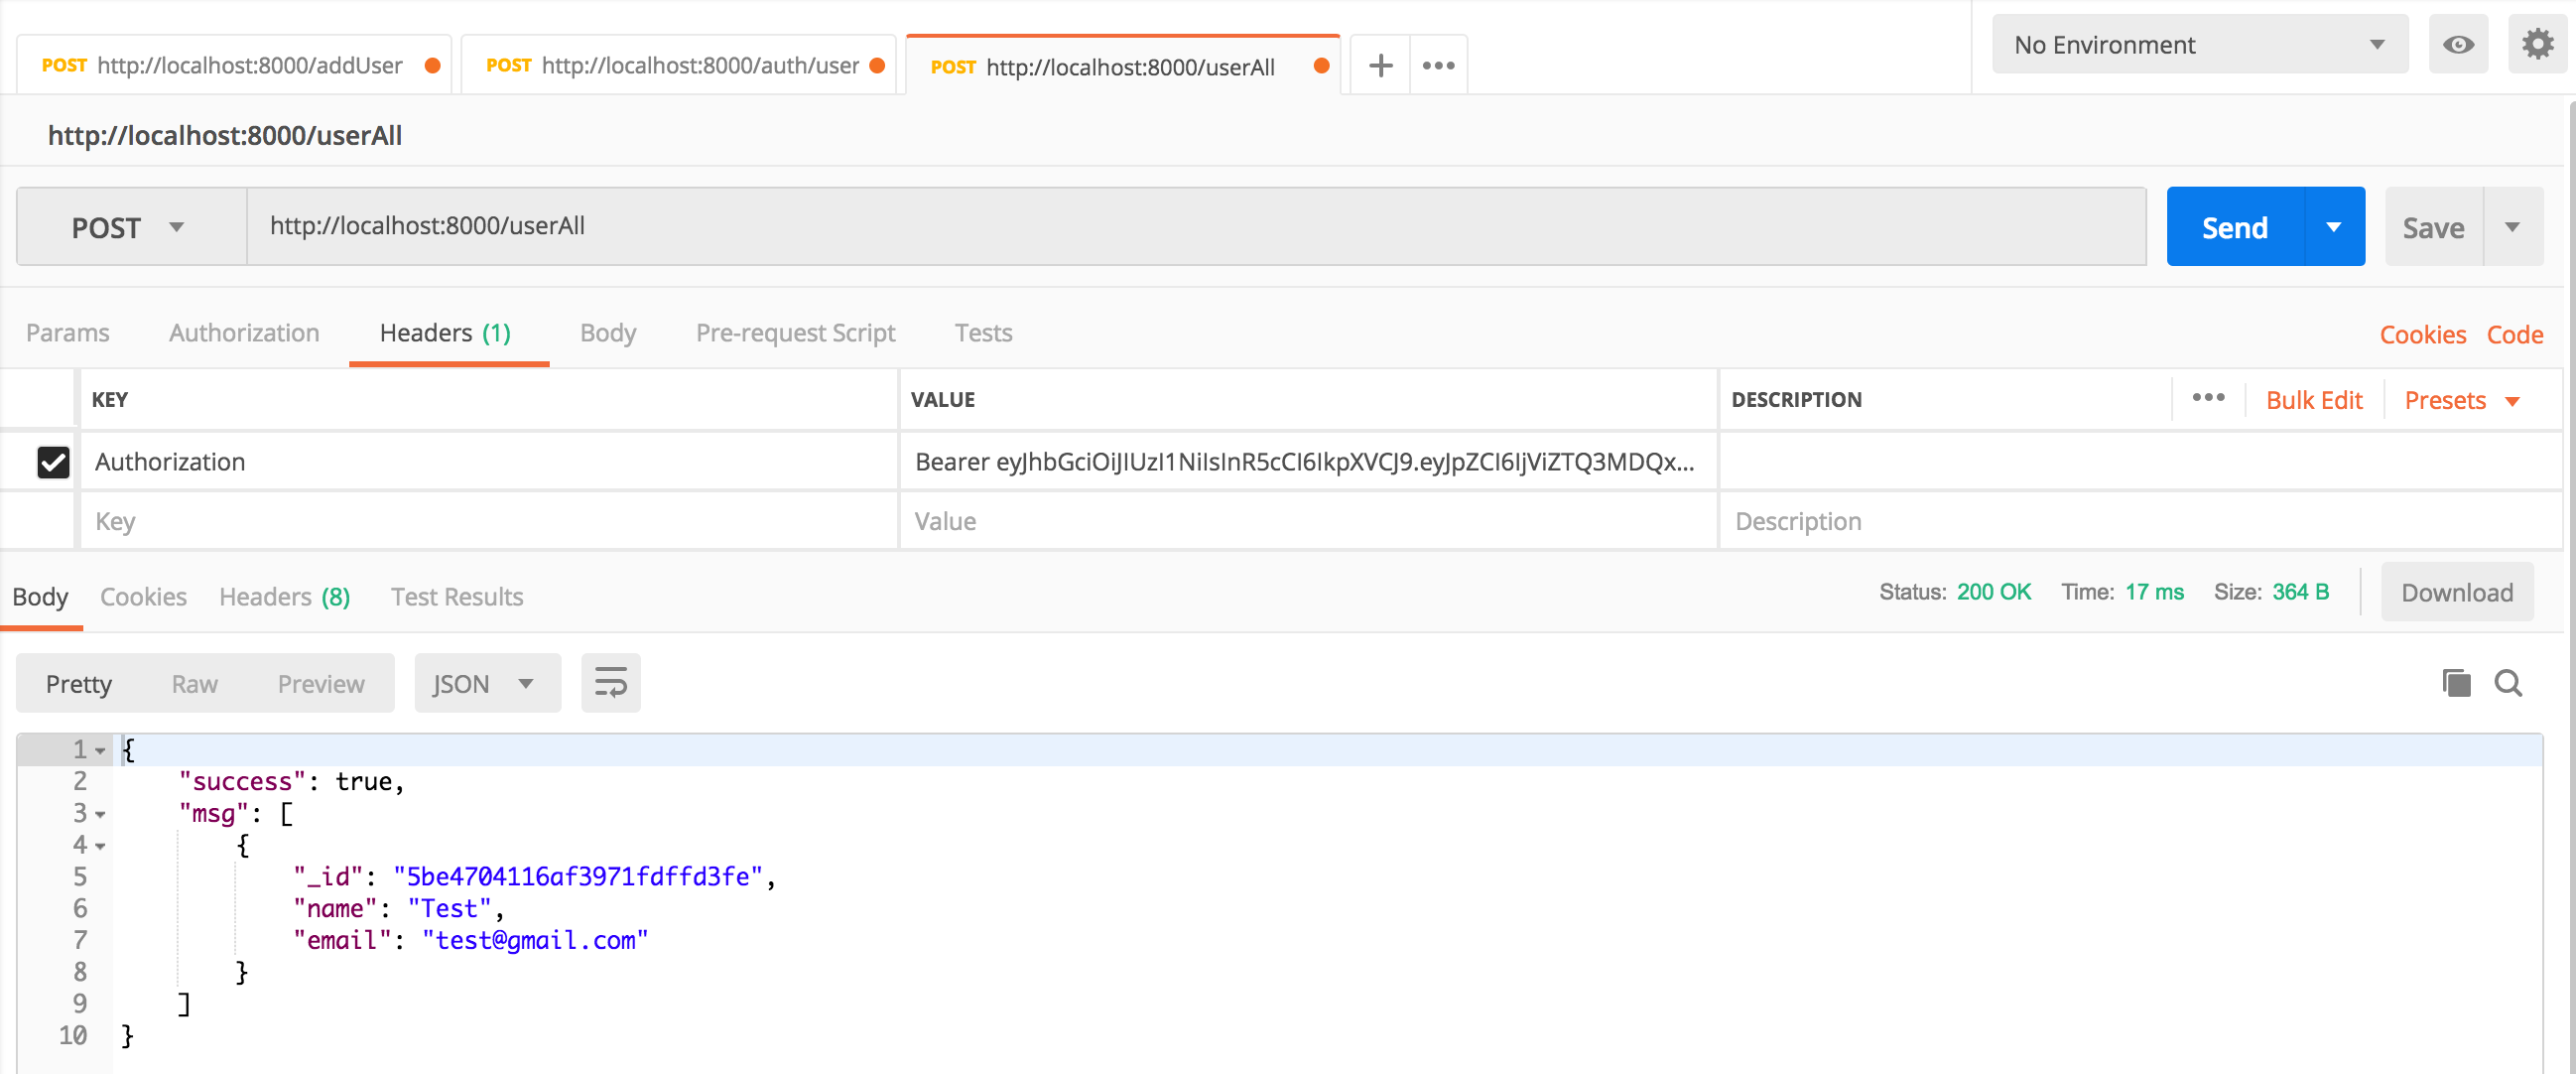 POST http://localhost:8000/addUser POST http://localhost:8000/auth/user POST http://localhost:8000/userAll No Environment
http://localhost:8000/userAll
POST http://localhost:8000/userAll Send Save
Params Authorization Headers (1) Body Pre-request Script Tests Cookies Code
KEY VALUE DESCRIPTION Bulk Edit Presets
Authorization Bearer eyJhbGciOiJIUzI1NiIsInR5cCI6IkpXVCJ9.eyJpZCI6IjViZTQ3MDQx...
Key Value Description
Body Cookies Headers (8) Test Results Status: 200 OK Time: 17 ms Size: 364 B Download
Pretty Raw Preview JSON
1 {
2 "success": true,
3 "msg": [
4 {
5 "_id": "5be4704116af3971fdffd3fe",
6 "name": "Test",
7 "email": "test@gmail.com"
8 }
9 ]
10 }